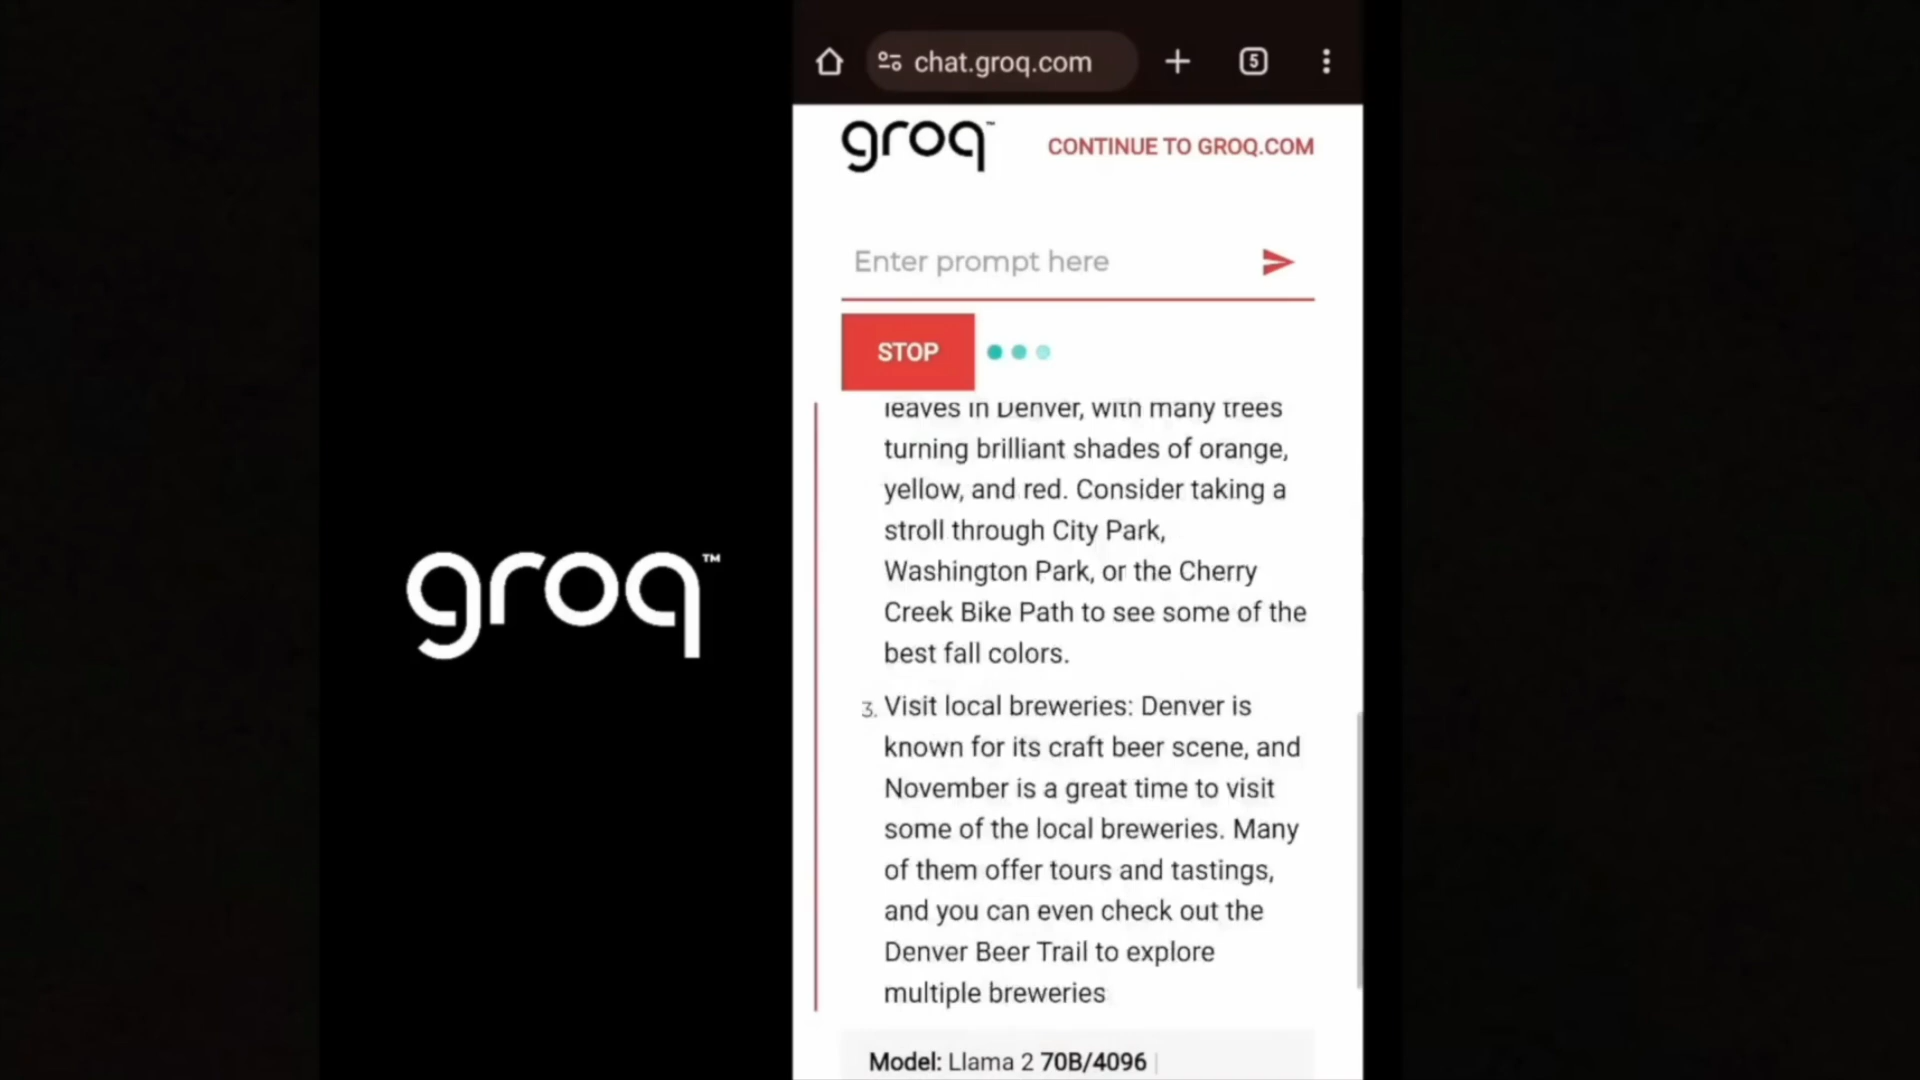 groq™
5
chat.groq.com
groq™
CONTINUE TO GROQ.COM
Enter prompt here
STOP
leaves in Denver, with many trees
turning brilliant shades of orange,
yellow, and red. Consider taking a
stroll through City Park,
Washington Park, or the Cherry
Creek Bike Path to see some of the
best fall colors.
3. Visit local breweries: Denver is
known for its craft beer scene, and
November is a great time to visit
some of the local breweries. Many
of them offer tours and tastings,
and you can even check out the
Denver Beer Trail to explore
multiple breweries
Model: Llama 2 70B/4096 |